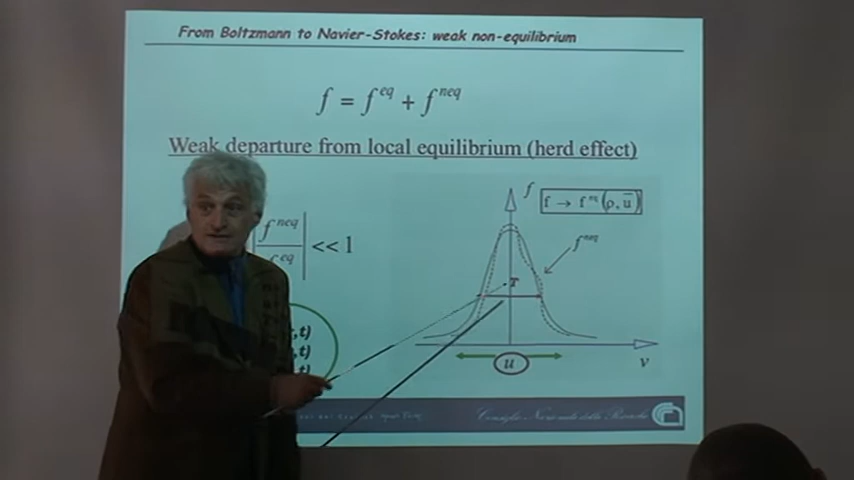 From Boltzmann to Navier-Stokes: weak non-equilibrium
f = f^eq + f^neq
Weak departure from local equilibrium (herd effect)
f f → f^eq (ρ, u̅)
f^neq
|f^neq / f^eq| << 1
T
,t)
,t)
,t)
u
v
Consiglio Nazionale delle Ricerche